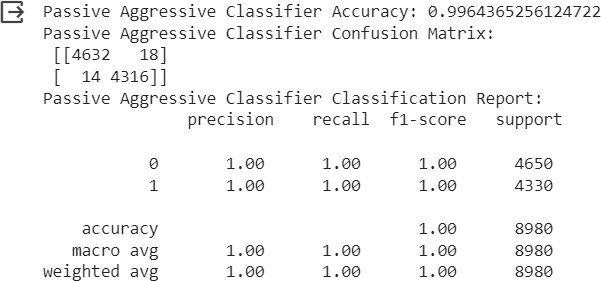 Passive Aggressive Classifier Accuracy: 0.9964365256124722
Passive Aggressive Classifier Confusion Matrix:
[[4632   18]
[  14 4316]]
Passive Aggressive Classifier Classification Report:
precision    recall  f1-score   support
0       1.00      1.00      1.00      4650
1       1.00      1.00      1.00      4330
accuracy                           1.00      8980
macro avg       1.00      1.00      1.00      8980
weighted avg       1.00      1.00      1.00      8980